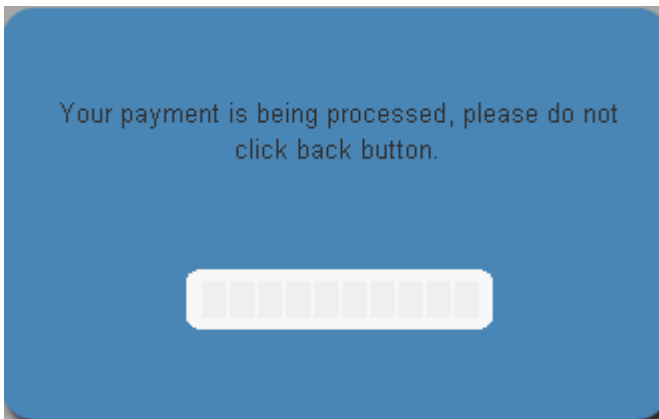 Your payment is being processed, please do not
click back button.